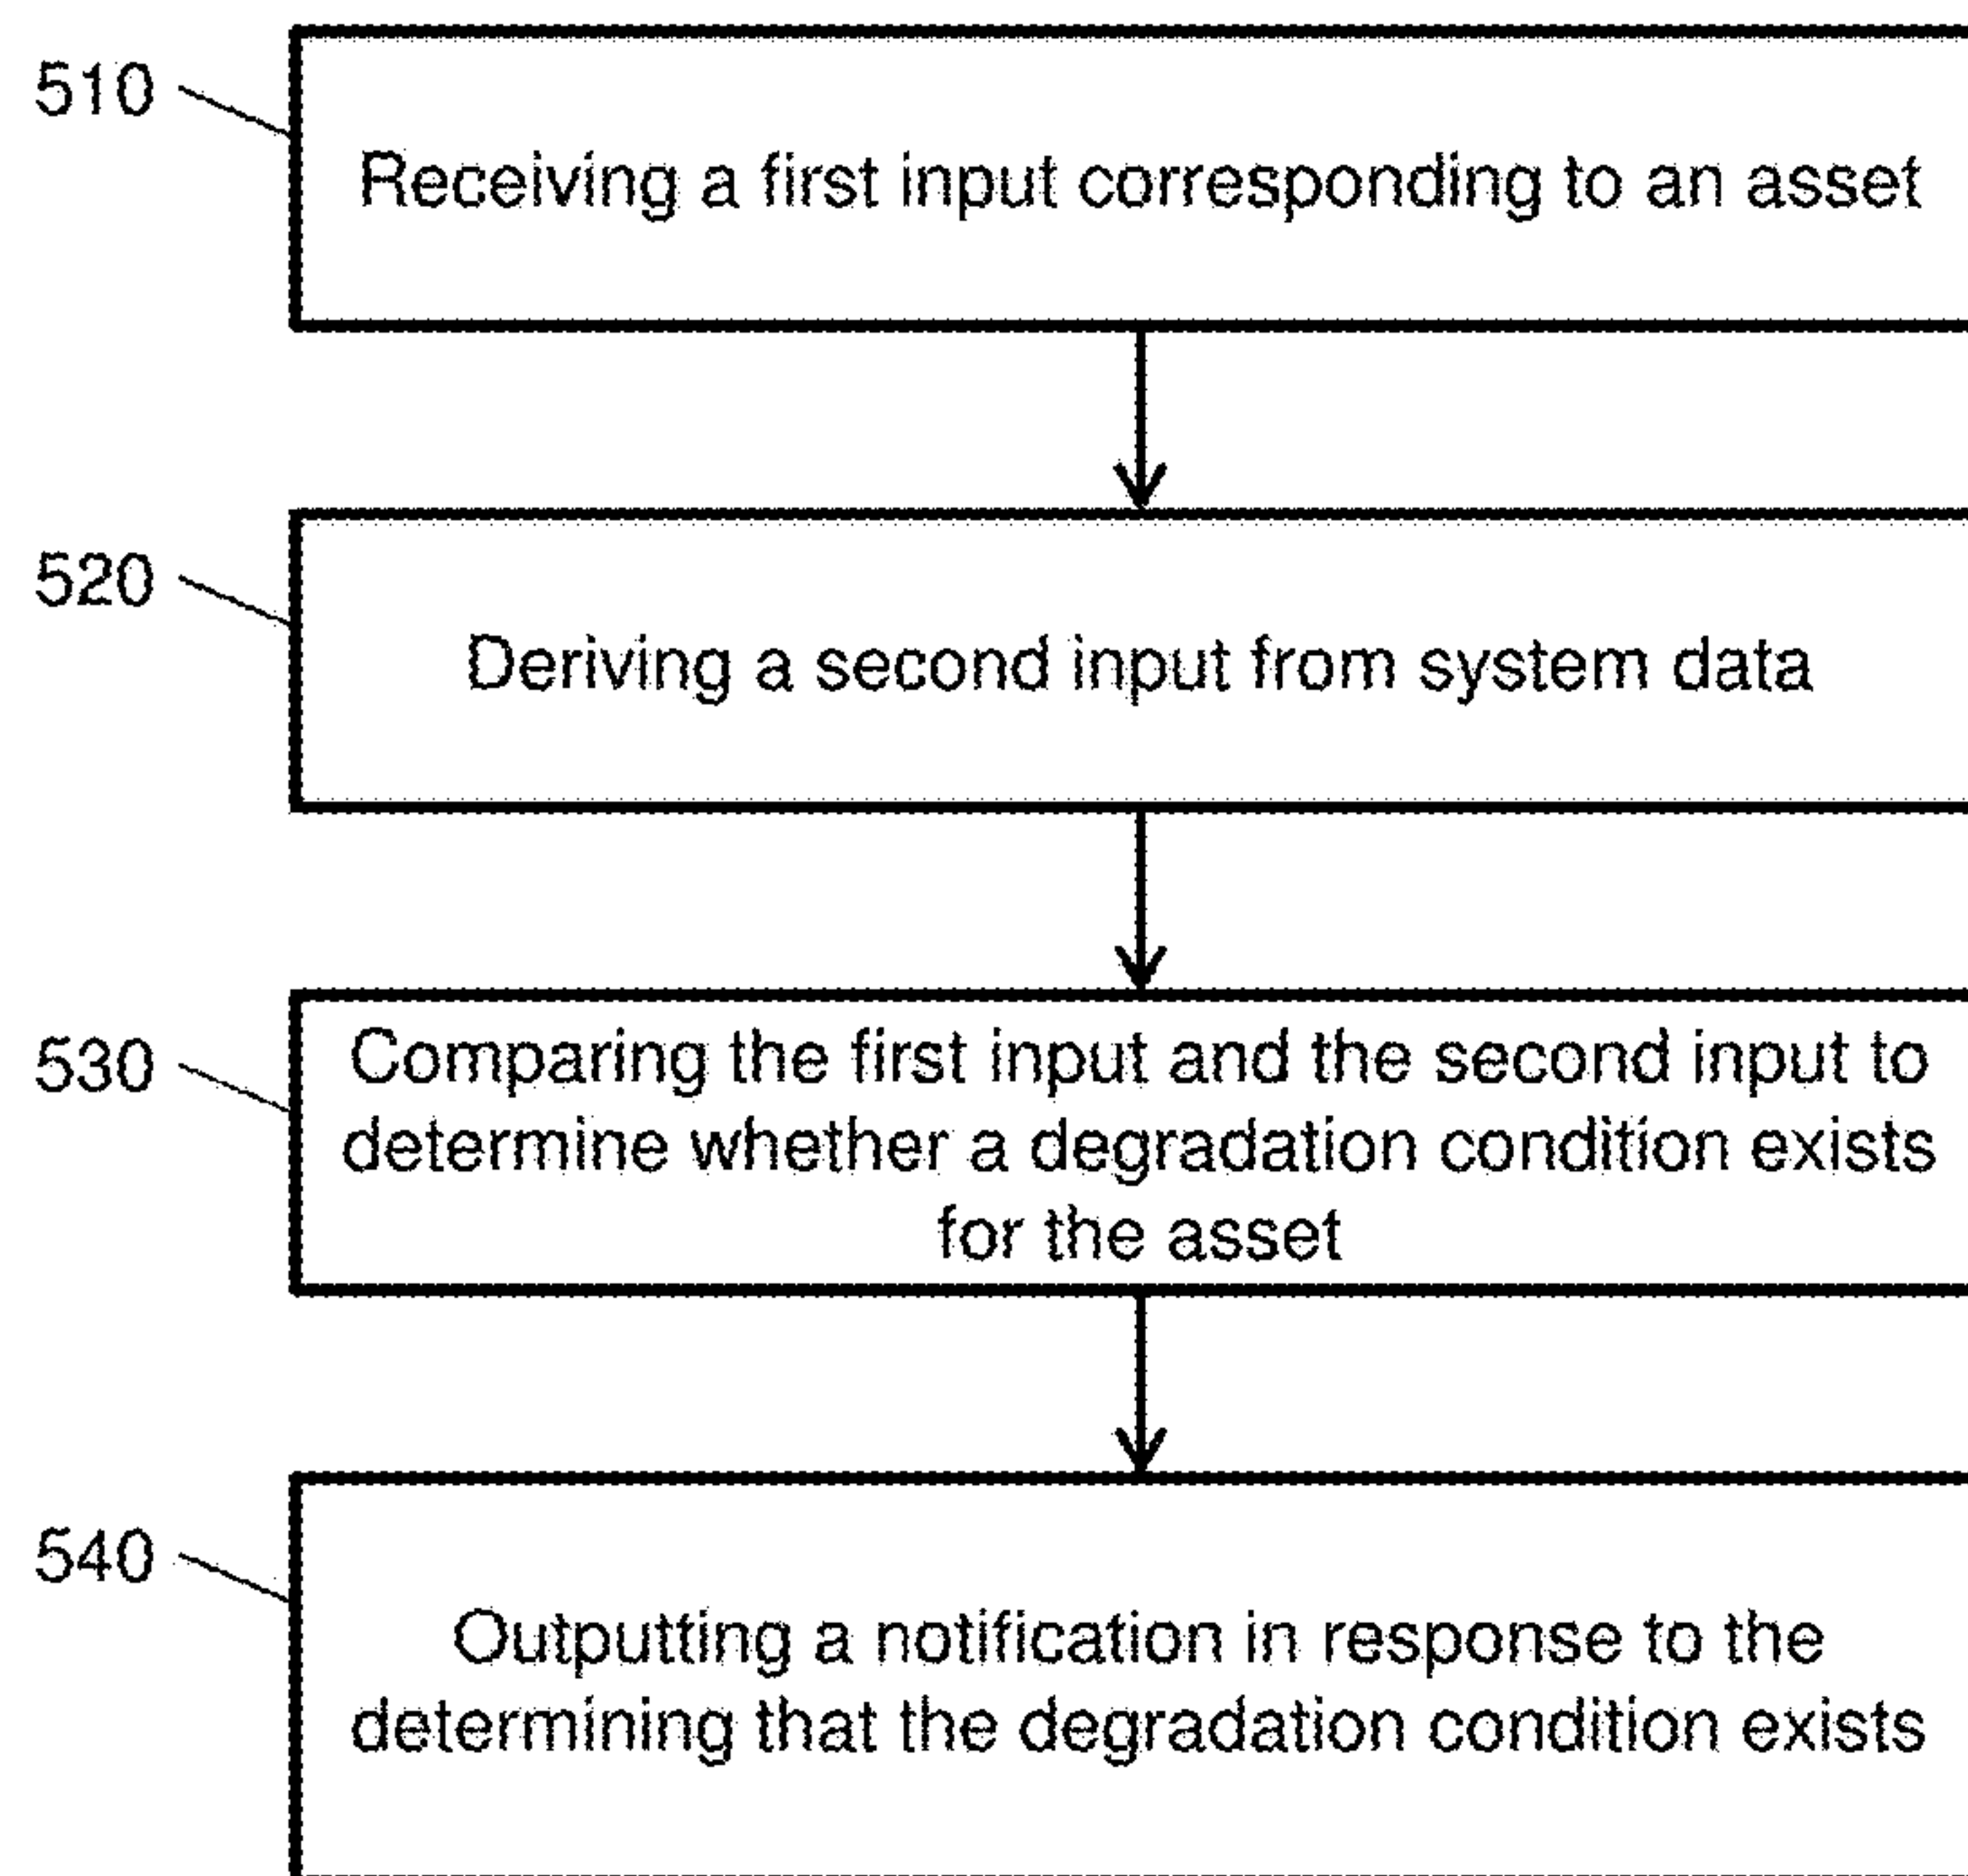 510
Receiving a first input corresponding to an asset
520
Deriving a second input from system data
530
Comparing the first input and the second input to
determine whether a degradation condition exists
for the asset
540
Outputting a notification in response to the
determining that the degradation condition exists